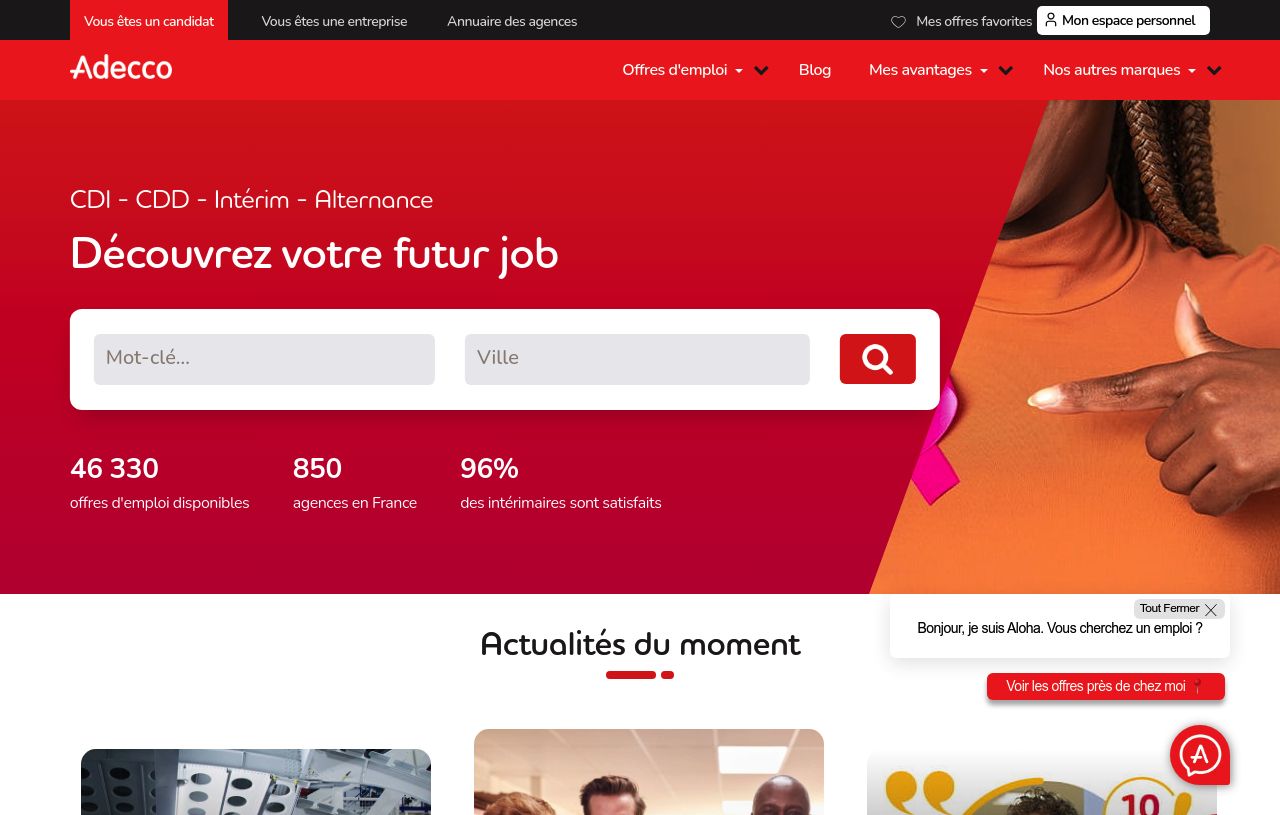 Vous êtes un candidat
Vous êtes une entreprise
Annuaire des agences
Mes offres favorites
Mon espace personnel
Adecco
Offres d'emploi
Blog
Mes avantages
Nos autres marques
CDI - CDD - Intérim - Alternance
Découvrez votre futur job
Mot-clé...
Ville
46 330
offres d'emploi disponibles
850
agences en France
96%
des intérimaires sont satisfaits
Actualités du moment
Tout Fermer
Bonjour, je suis Aloha. Vous cherchez un emploi ?
Voir les offres près de chez moi 📍
A
10